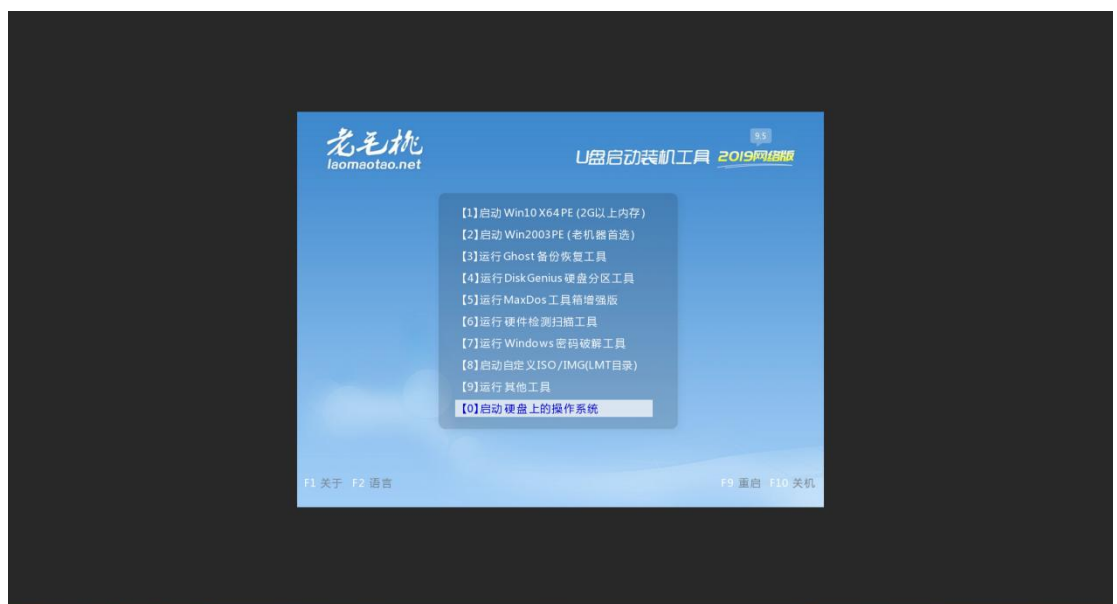 老毛桃
laomaotao.net
9.5
U盘启动装机工具 2019网络版
【1】启动 Win10 X64 PE (2G以上内存)
【2】启动 Win2003PE (老机器首选)
【3】运行 Ghost 备份恢复工具
【4】运行 DiskGenius 硬盘分区工具
【5】运行 MaxDos 工具箱增强版
【6】运行 硬件检测扫描工具
【7】运行 Windows 密码破解工具
【8】启动自定义ISO/IMG(LMT目录)
【9】运行 其他工具
【0】启动 硬盘上的操作系统
F1 关于 F2 语言
F9 重启 F10 关机